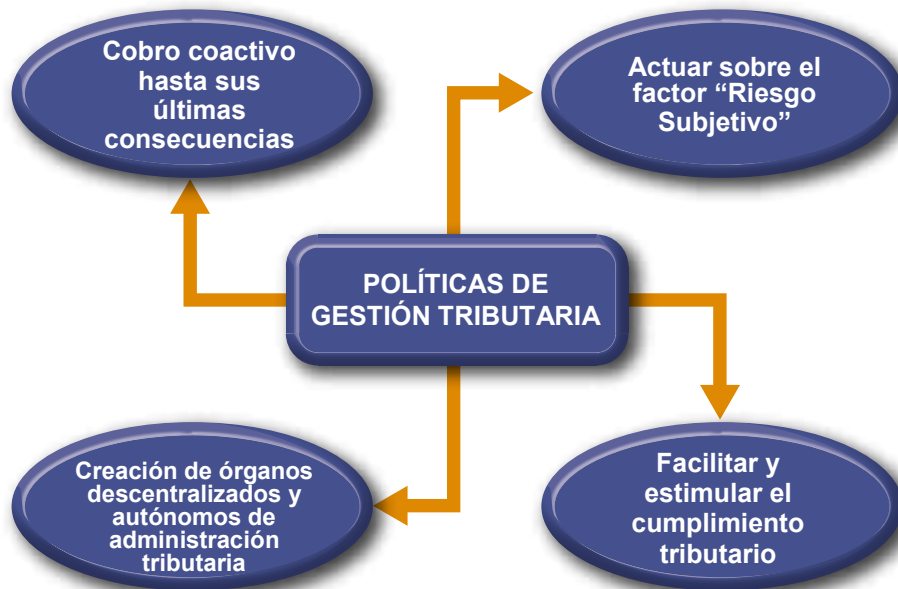 Cobro coactivo
hasta sus
últimas
consecuencias
Actuar sobre el
factor “Riesgo
Subjetivo”
POLÍTICAS DE
GESTIÓN TRIBUTARIA
Creación de órganos
descentralizados y
autónomos de
administración
tributaria
Facilitar y
estimular el
cumplimiento
tributario